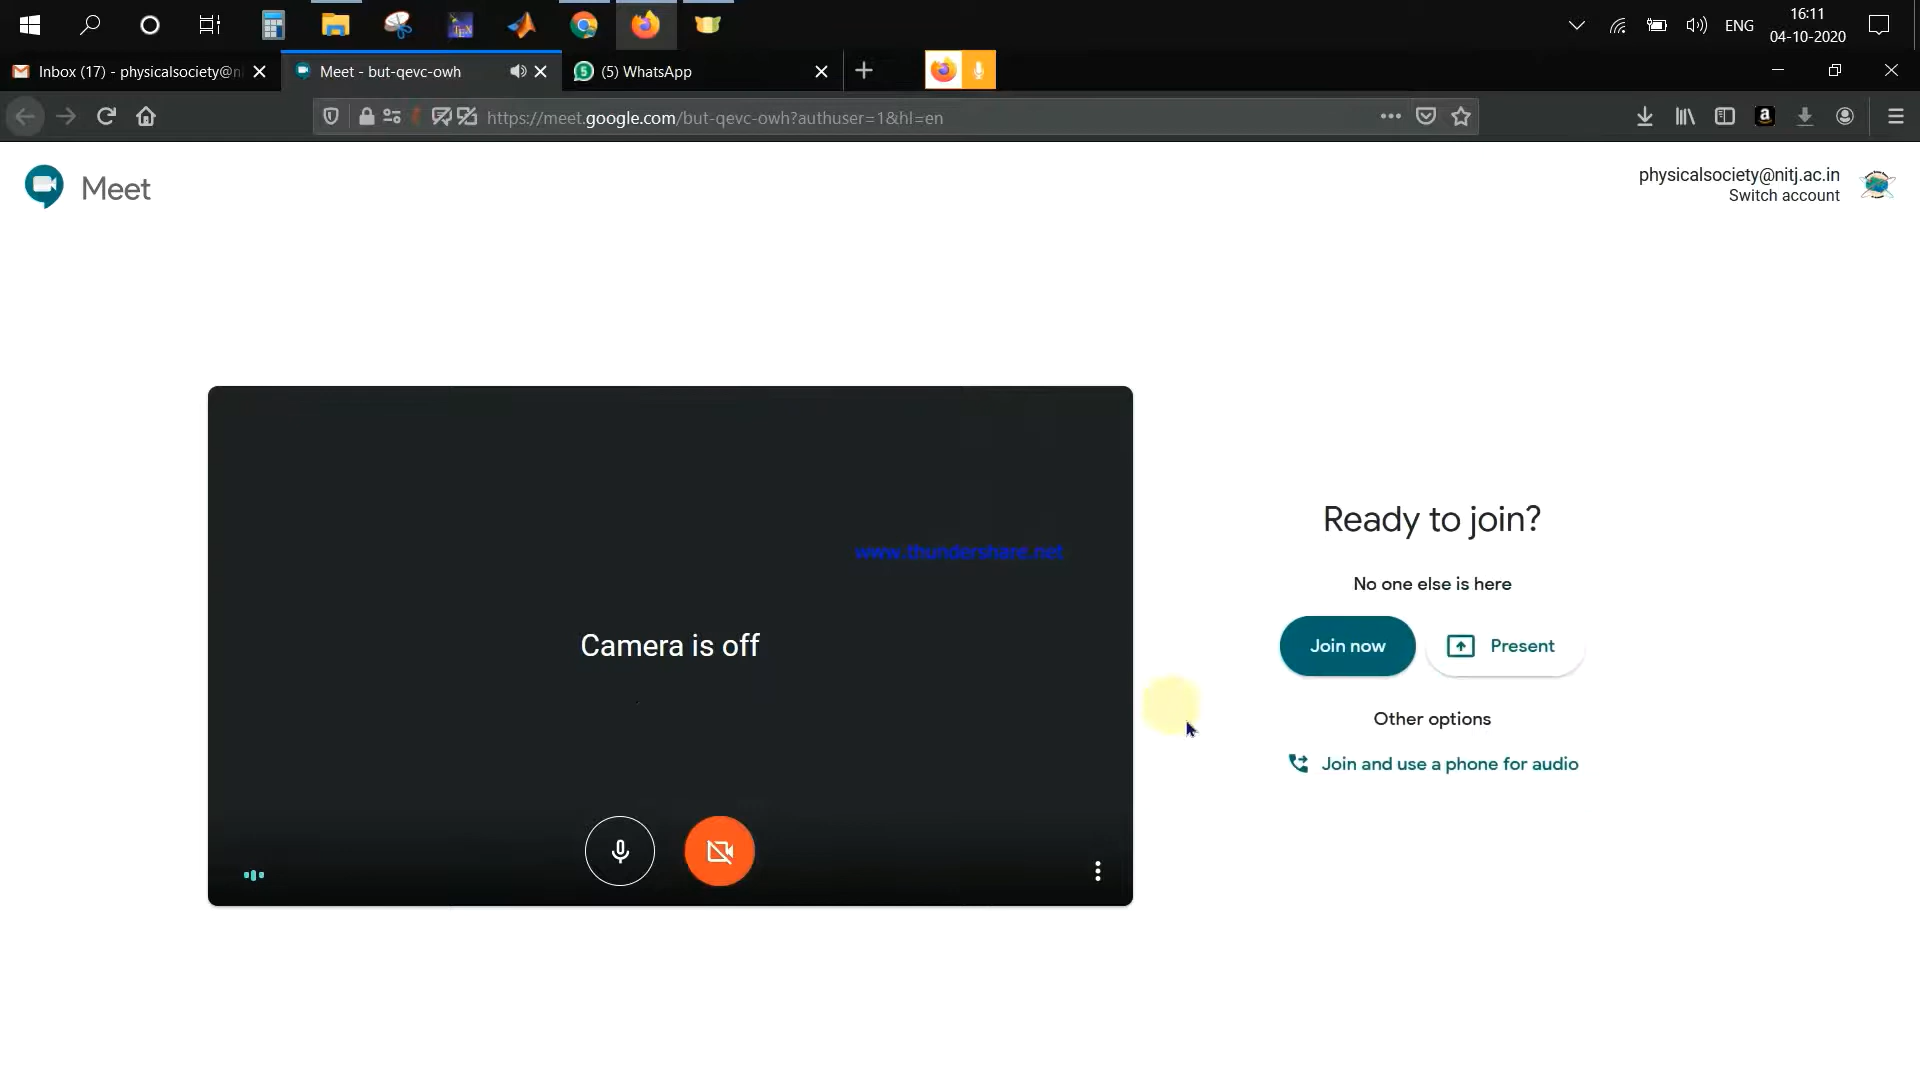 ENG
16:11
04-10-2020
Inbox (17) - physicalsociety@n
Meet - but-qevc-owh
(5) WhatsApp
https://meet.google.com/but-qevc-owh?authuser=1&hl=en
Meet
physicalsociety@nitj.ac.in
Switch account
www.thundershare.net
Camera is off
Ready to join?
No one else is here
Join now
Present
Other options
Join and use a phone for audio